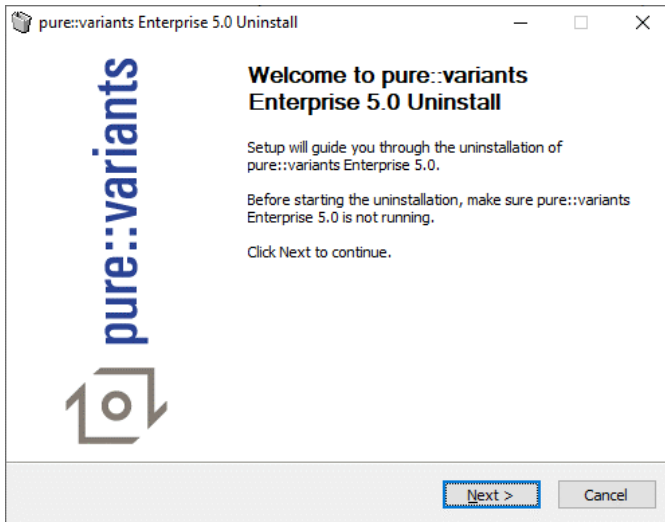 pure::variants Enterprise 5.0 Uninstall
pure::variants
Welcome to pure::variants
Enterprise 5.0 Uninstall
Setup will guide you through the uninstallation of
pure::variants Enterprise 5.0.
Before starting the uninstallation, make sure pure::variants
Enterprise 5.0 is not running.
Click Next to continue.
Next >
Cancel